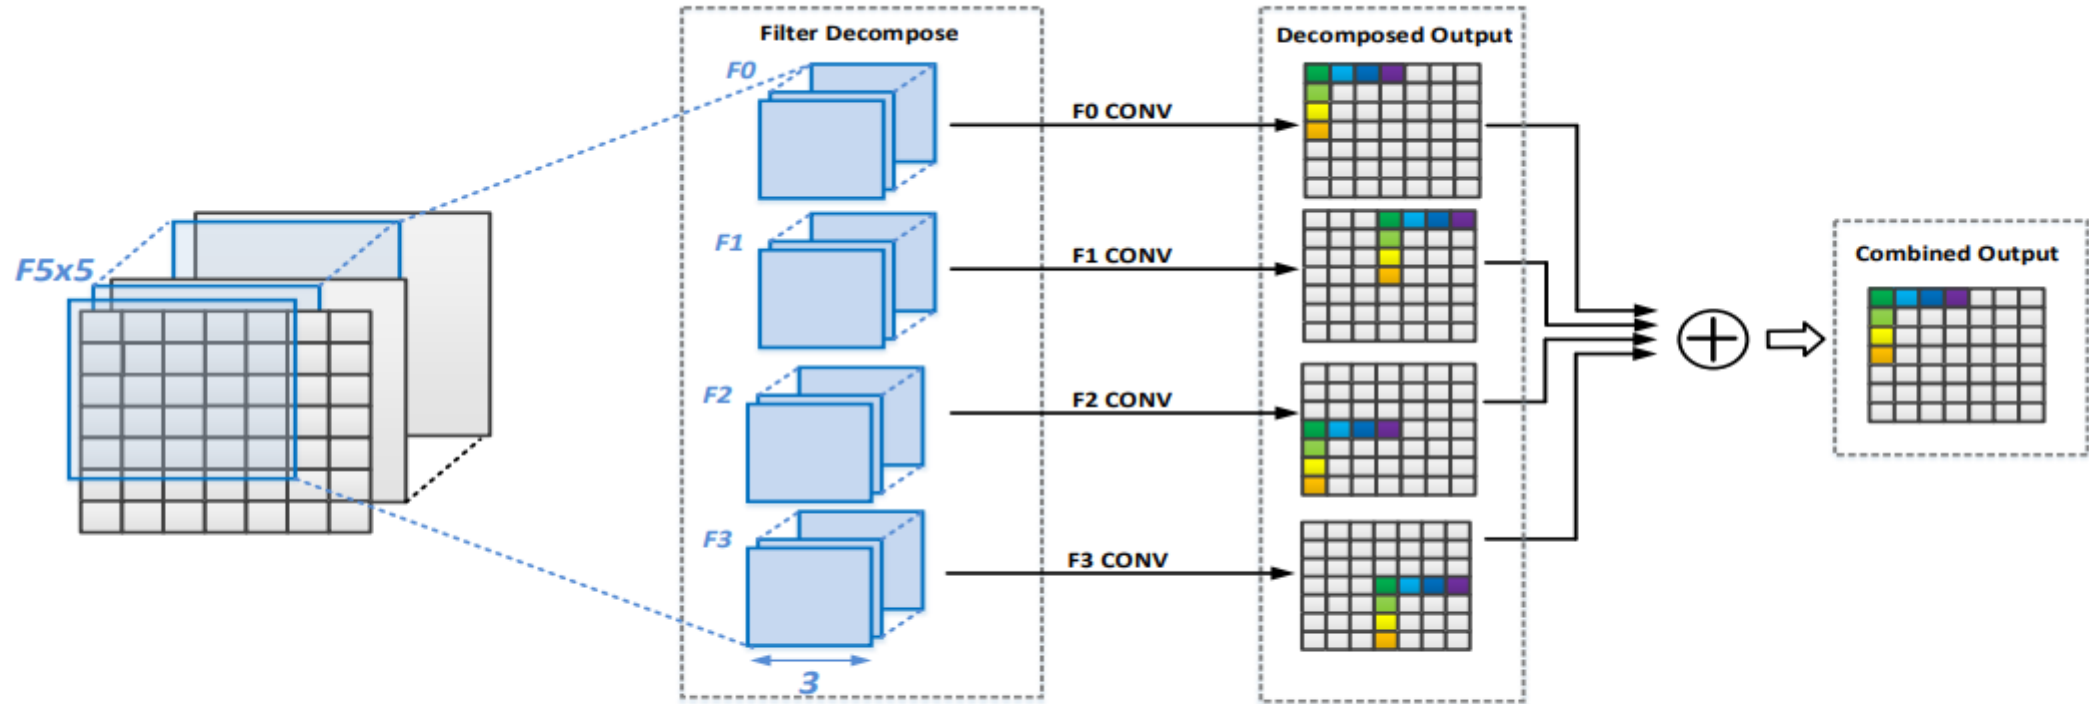 F5x5
Filter Decompose
F0
F1
F2
F3
3
F0 CONV
F1 CONV
F2 CONV
F3 CONV
Decomposed Output
Combined Output